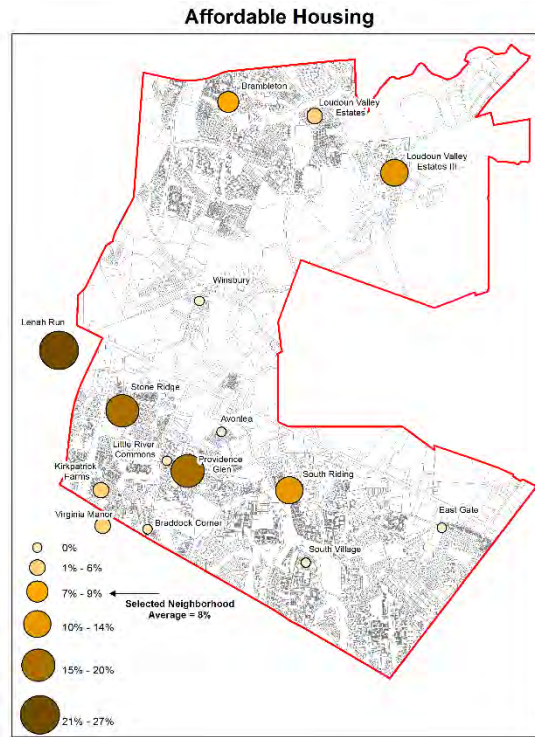 Affordable Housing
Brambleton
Loudoun Valley
Estates
Loudoun Valley
Estates III
Winsbury
Lenah Run
Stone Ridge
Avonlea
Little River
Commons
Providence
Glen
Kirkpatrick
Farms
South Riding
Virginia Manor
Braddock Corner
East Gate
South Village
0%
1% - 6%
7% - 9%
Selected Neighborhood
Average = 8%
10% - 14%
15% - 20%
21% - 27%